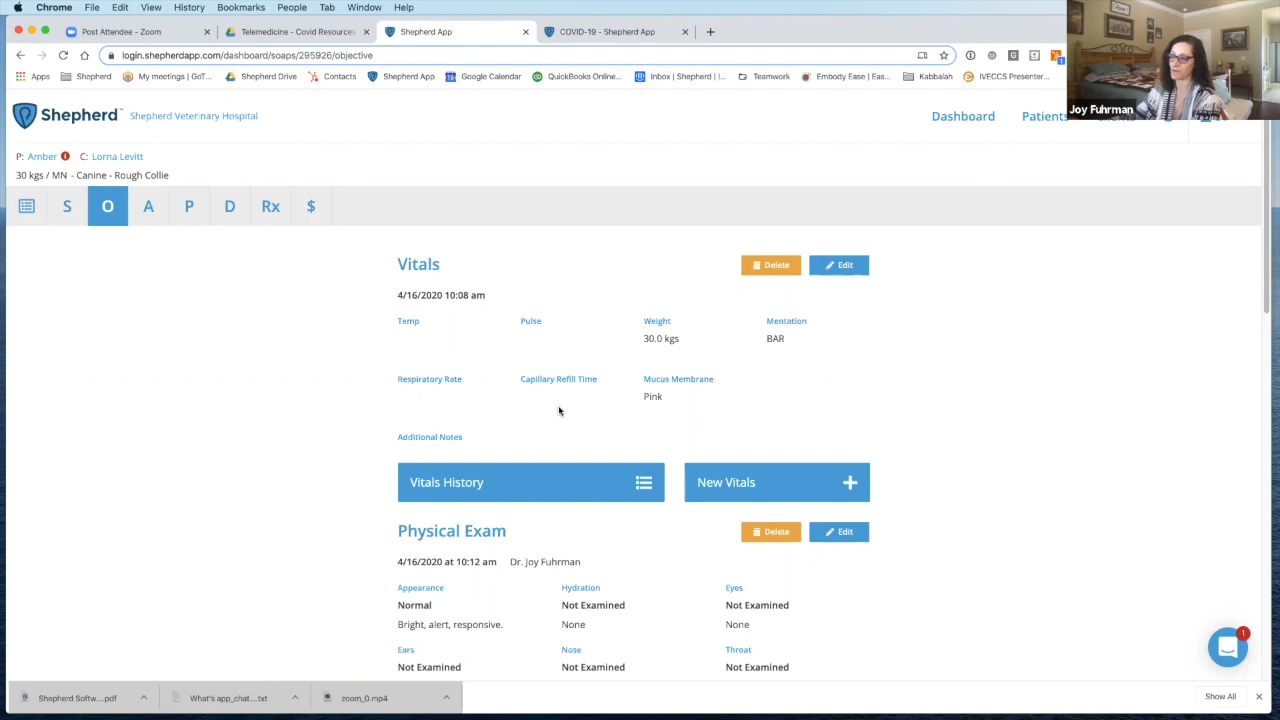 Chrome File Edit View History Bookmarks People Tab Window Help
Post Attendee - Zoom Telemedicine - Covid Resources Shepherd App COVID-19 - Shepherd App
login.shepherdapp.com/dashboard/soaps/295926/objective
Apps Shepherd My meetings | GoT... Shepherd Drive Contacts Shepherd App Google Calendar QuickBooks Online... Inbox | Shepherd | I... Teamwork Embody Ease | Eas... Kabbalah IVECCS Presenter...
Joy Fuhrman
Shepherd Shepherd Veterinary Hospital Dashboard Patients
P: Amber C: Lorna Levitt
30 kgs / MN - Canine - Rough Collie
S O A P D Rx $
Vitals Delete Edit
4/16/2020 10:08 am
Temp Pulse Weight Mentation
30.0 kgs BAR
Respiratory Rate Capillary Refill Time Mucus Membrane
Pink
Additional Notes
Vitals History New Vitals
Physical Exam Delete Edit
4/16/2020 at 10:12 am Dr. Joy Fuhrman
Appearance Hydration Eyes
Normal Not Examined Not Examined
Bright, alert, responsive. None None
Ears Nose Throat
Not Examined Not Examined Not Examined
1
Shepherd Softw....pdf What's app_chat....txt zoom_0.mp4 Show All